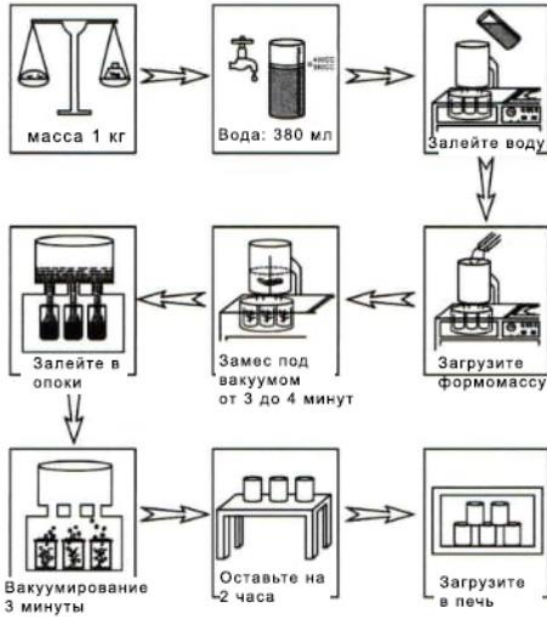 масса 1 кг
Вода: 380 мл
Залейте воду
Загрузите
формомассу
Замес под
вакуумом
от 3 до 4 минут
Залейте в
опоки
Вакуумирование
3 минуты
Оставьте на
2 часа
Загрузите
в печь